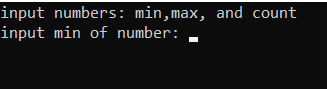 input numbers: min,max, and count
input min of number: